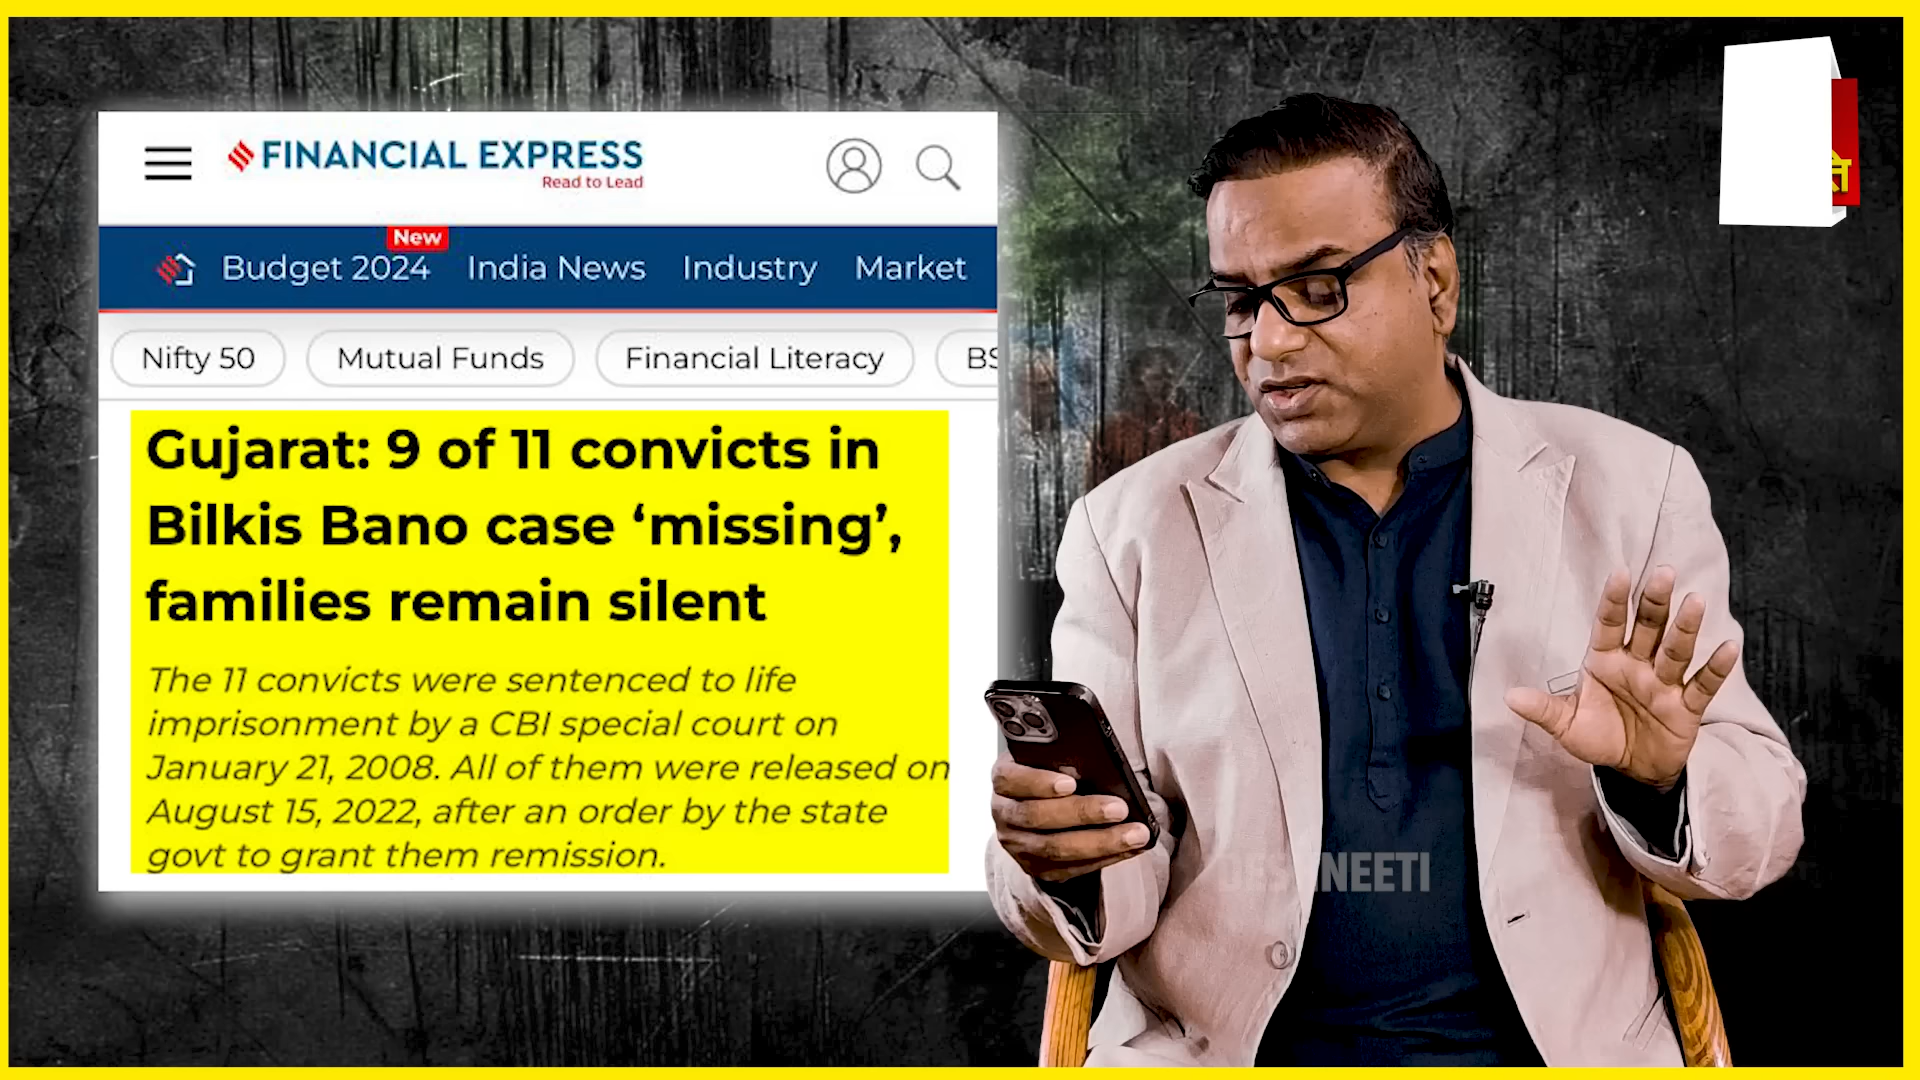 FINANCIAL EXPRESS
Read to Lead
New
Budget 2024 India News Industry Market
Nifty 50 Mutual Funds Financial Literacy
Gujarat: 9 of 11 convicts in
Bilkis Bano case ‘missing’,
families remain silent
The 11 convicts were sentenced to life
imprisonment by a CBI special court on
January 21, 2008. All of them were released on
August 15, 2022, after an order by the state
govt to grant them remission.